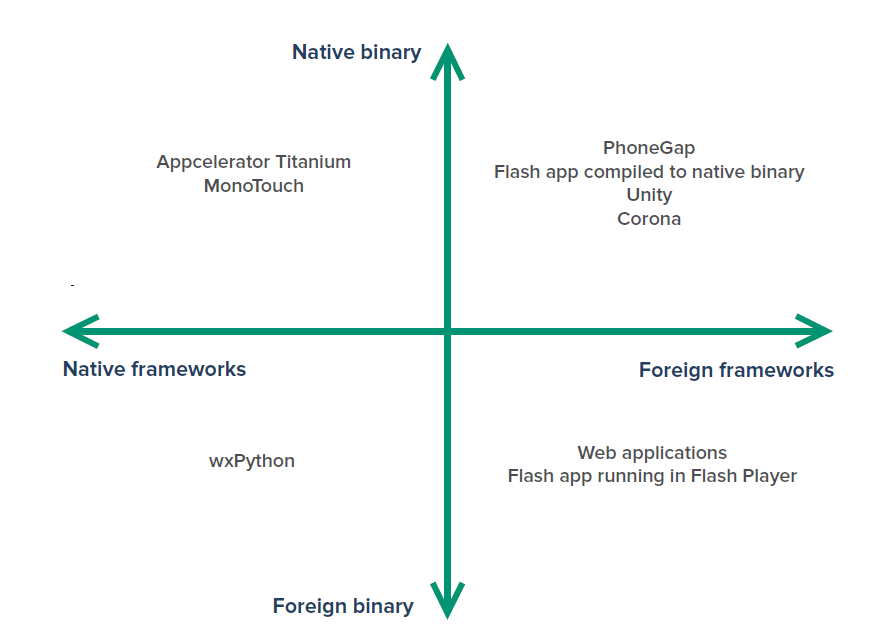 Native binary
Appcelerator Titanium
MonoTouch
PhoneGap
Flash app compiled to native binary
Unity
Corona
Native frameworks
Foreign frameworks
wxPython
Web applications
Flash app running in Flash Player
Foreign binary